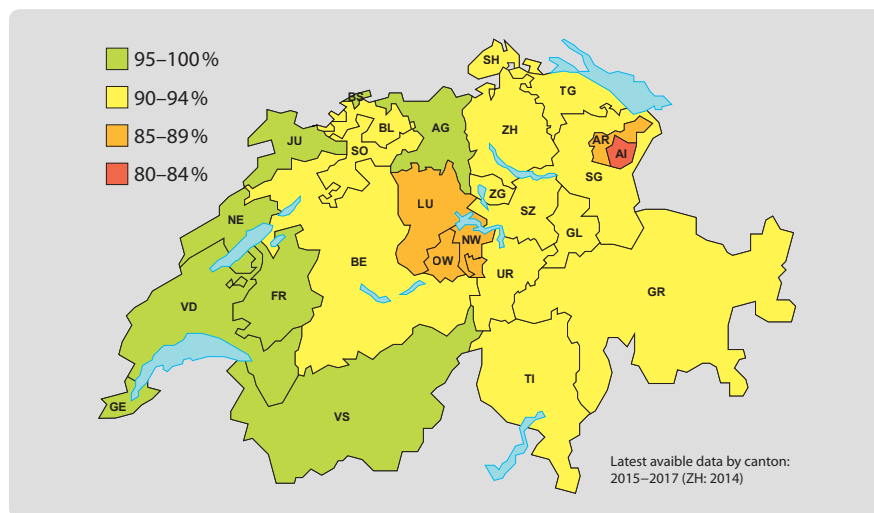 95–100 %
90–94 %
85–89 %
80–84 %
SH
TG
BS
BL
AG
ZH
JU
SO
AR
AI
SG
ZG
LU
SZ
NE
NW
GL
BE
OW
UR
FR
VD
GR
TI
GE
VS
Latest avaible data by canton:
2015–2017 (ZH: 2014)